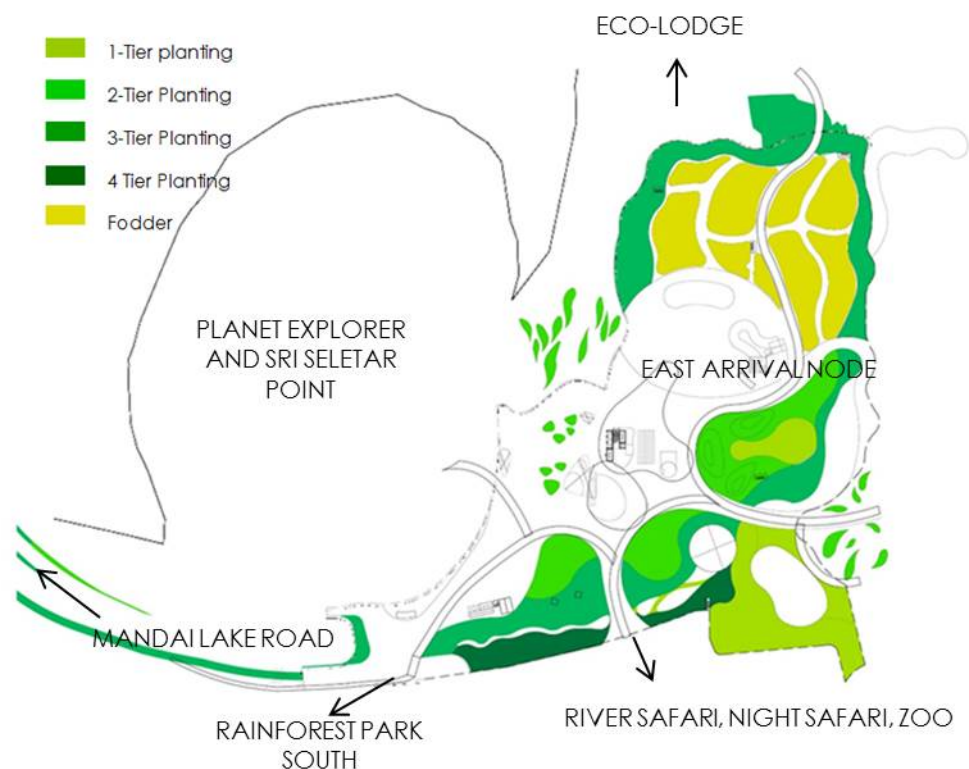 ECO-LODGE
1-Tier planting
2-Tier Planting
3-Tier Planting
4 Tier Planting
Fodder
PLANET EXPLORER
AND SRI SELETAR
POINT
EAST ARRIVAL NODE
MANDAI LAKE ROAD
RAINFOREST PARK
SOUTH
RIVER SAFARI, NIGHT SAFARI, ZOO